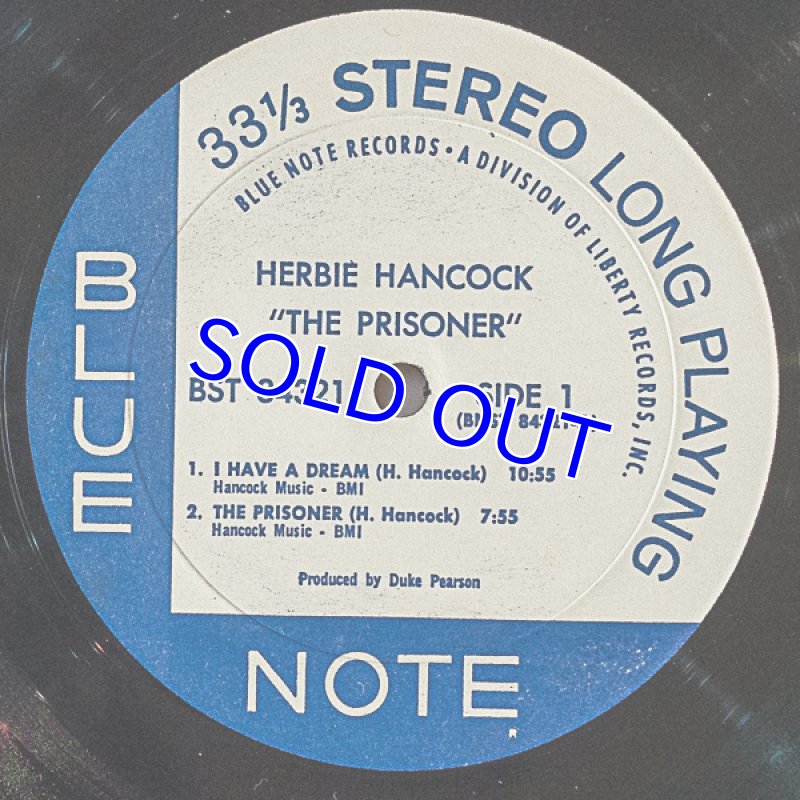 33⅓ STEREO LONG PLAYING
BLUE NOTE RECORDS • A DIVISION OF LIBERTY RECORDS, INC.
HERBIE HANCOCK
"THE PRISONER"
BST 84321
SIDE 1
SOLD OUT
1. I HAVE A DREAM (H. Hancock) 10:55
Hancock Music - BMI
2. THE PRISONER (H. Hancock) 7:55
Hancock Music - BMI
Produced by Duke Pearson
BLUE
NOTE